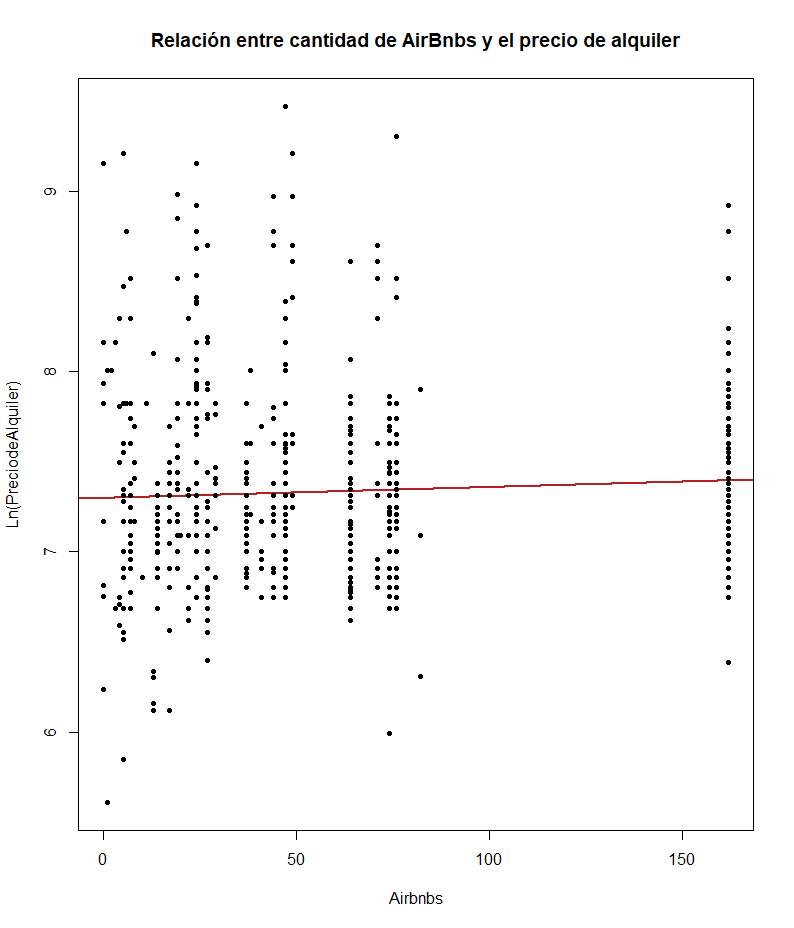 Relación entre cantidad de AirBnbs y el precio de alquiler
Ln(PreciodeAlquiler)
9
8
7
6
0 50 100 150
Airbnbs